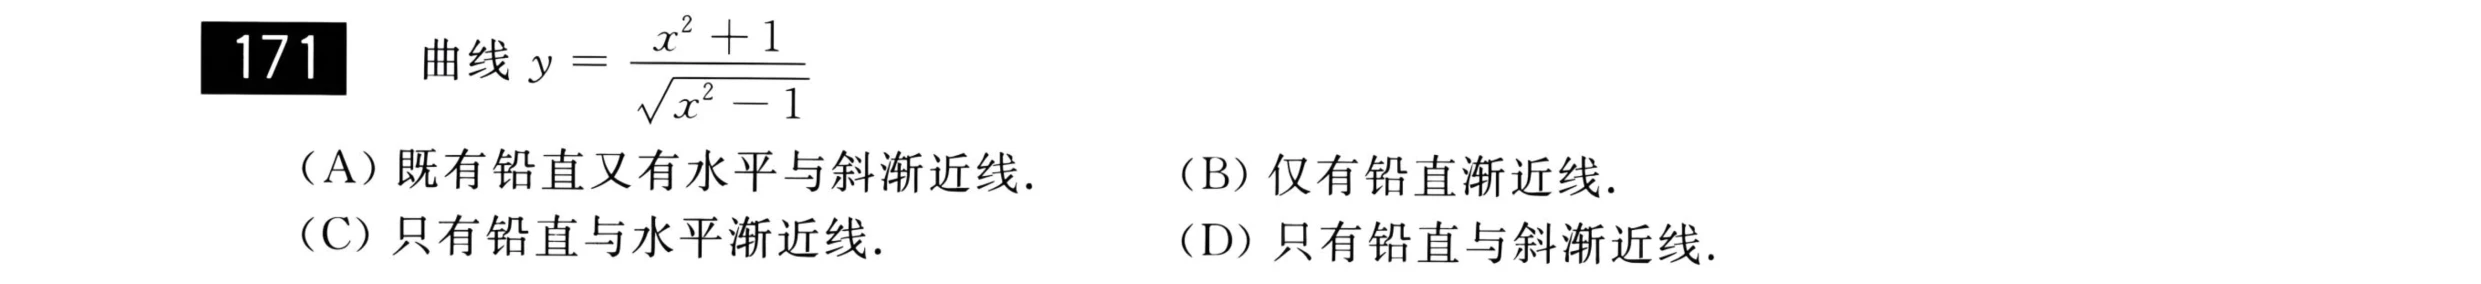 171 曲线 $y = \frac{x^2+1}{\sqrt{x^2-1}}$
(A) 既有铅直又有水平与斜渐近线. (B) 仅有铅直渐近线.
(C) 只有铅直与水平渐近线. (D) 只有铅直与斜渐近线.